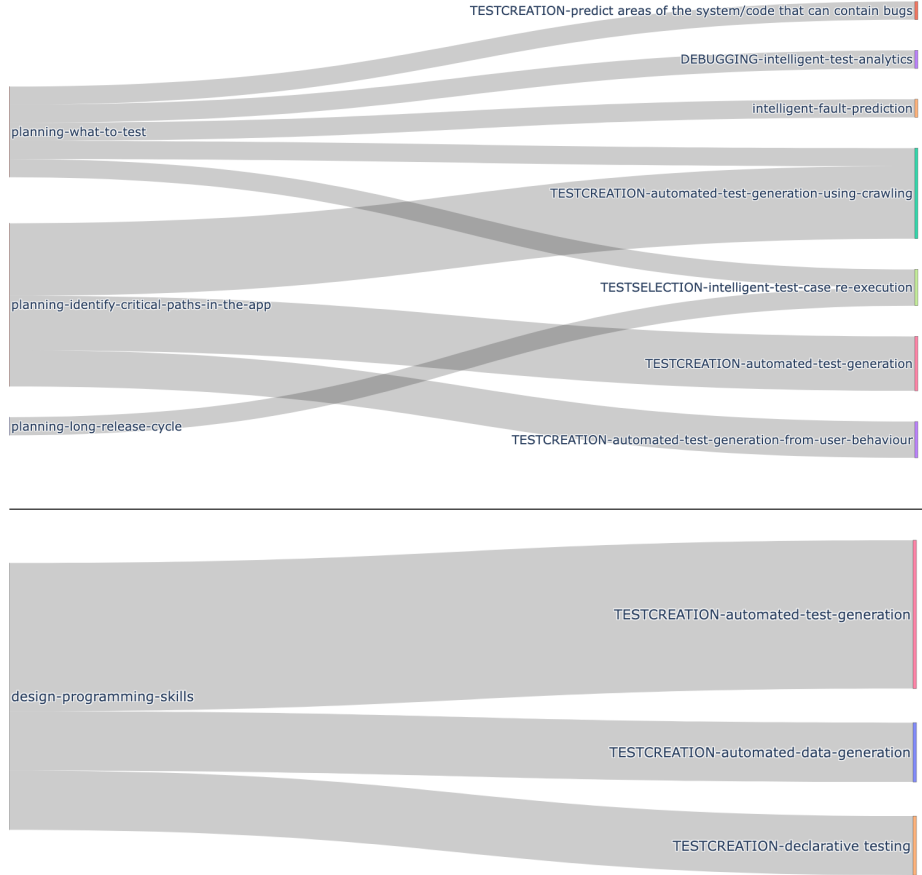 TESTCREATION-predict areas of the system/code that can contain bugs
DEBUGGING-intelligent-test-analytics
intelligent-fault-prediction
planning-what-to-test
TESTCREATION-automated-test-generation-using-crawling
TESTSELECTION-intelligent-test-case re-execution
planning-identify-critical-paths-in-the-app
TESTCREATION-automated-test-generation
planning-long-release-cycle
TESTCREATION-automated-test-generation-from-user-behaviour
TESTCREATION-automated-test-generation
design-programming-skills
TESTCREATION-automated-data-generation
TESTCREATION-declarative testing